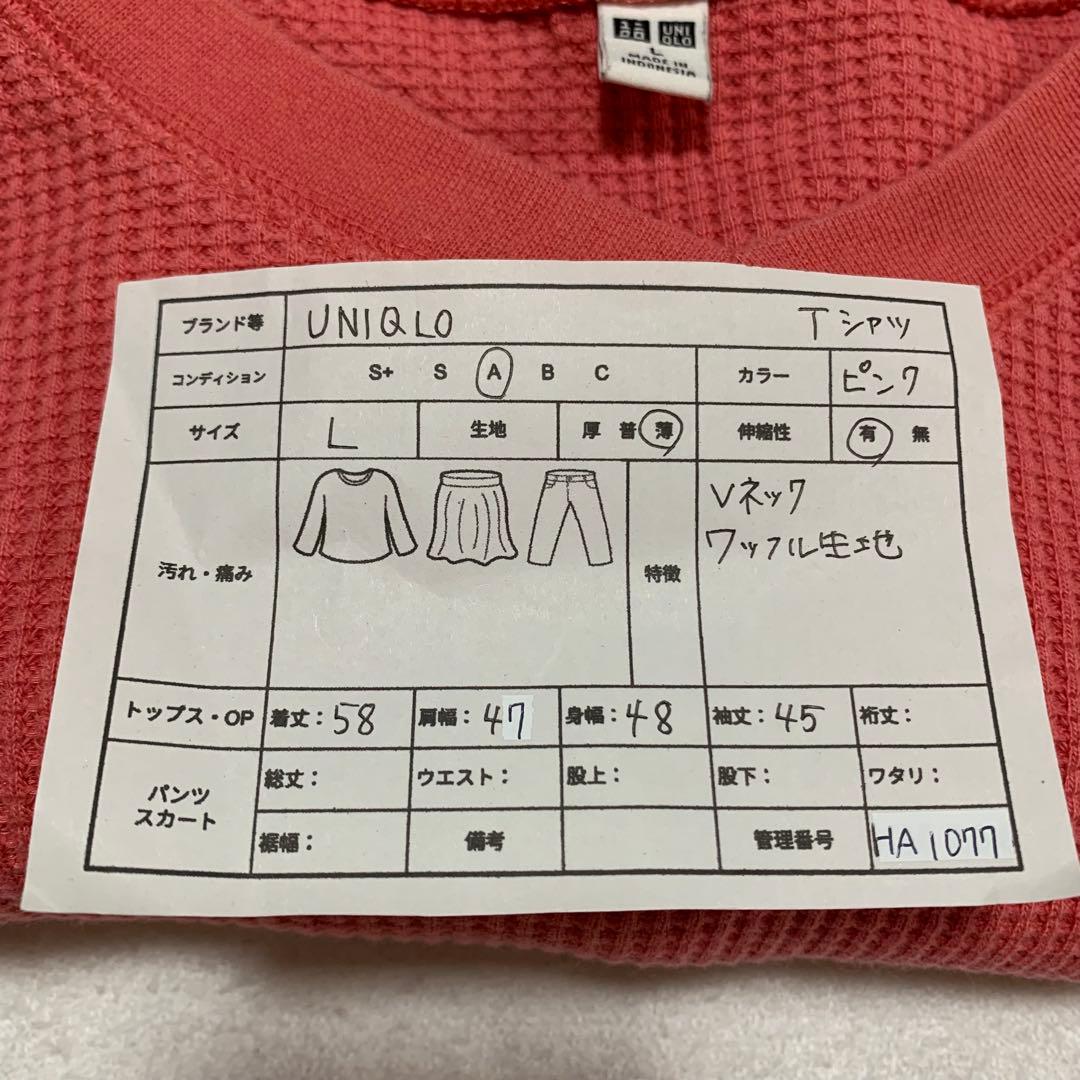 UNI
QLO
L
MADE IN
INDONESIA
ブランド等 UNIQLO Tシャツ
コンディション S+ S A B C カラー ピンク
サイズ L 生地 厚 普 薄 伸縮性 有 無
汚れ・痛み 特徴 Vネック
ワッフル生地
トップス・OP 着丈:58 肩幅:47 身幅:48 袖丈:45 裄丈:
パンツ
スカート
総丈: ウエスト: 股上: 股下: ワタリ:
裾幅: 備考 管理番号 HA1077